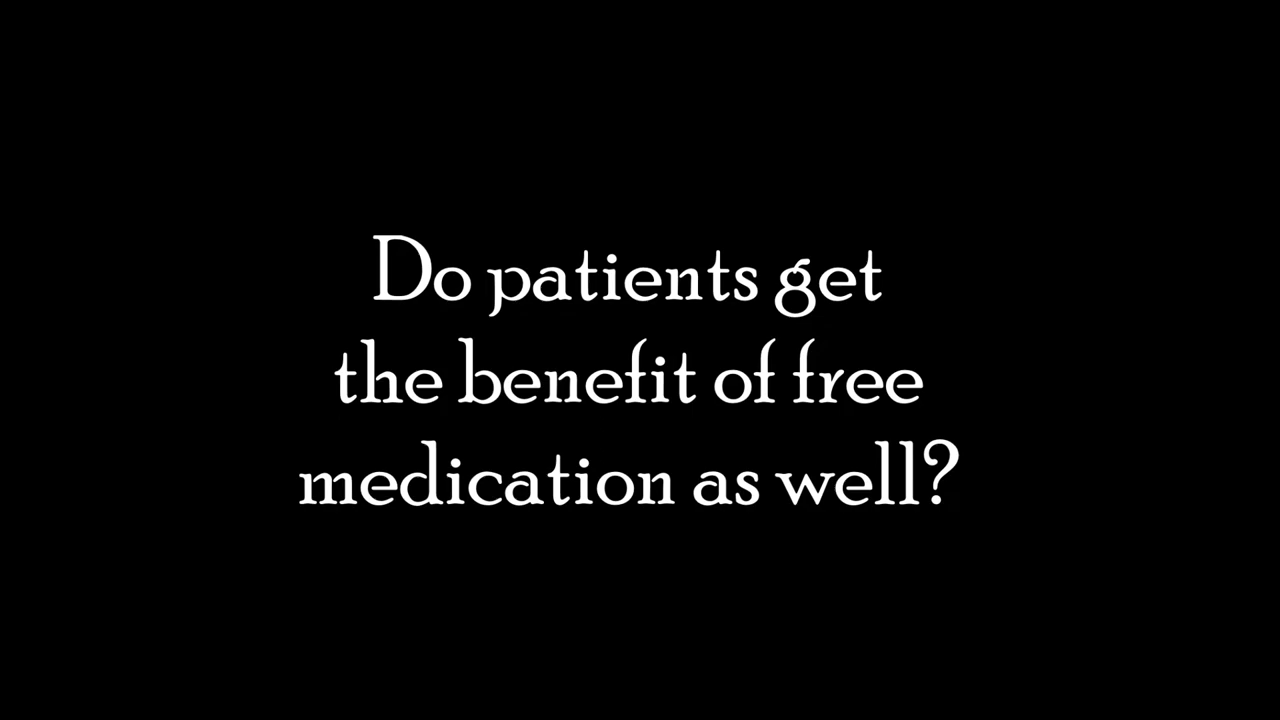 Do patients get
the benefit of free
medication as well?